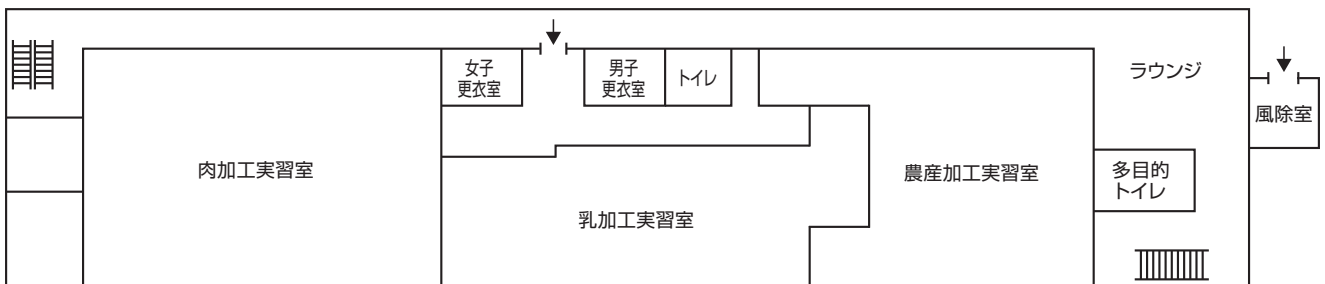 女子
更衣室
男子
更衣室
トイレ
ラウンジ
風除室
肉加工実習室
乳加工実習室
農産加工実習室
多目的
トイレ